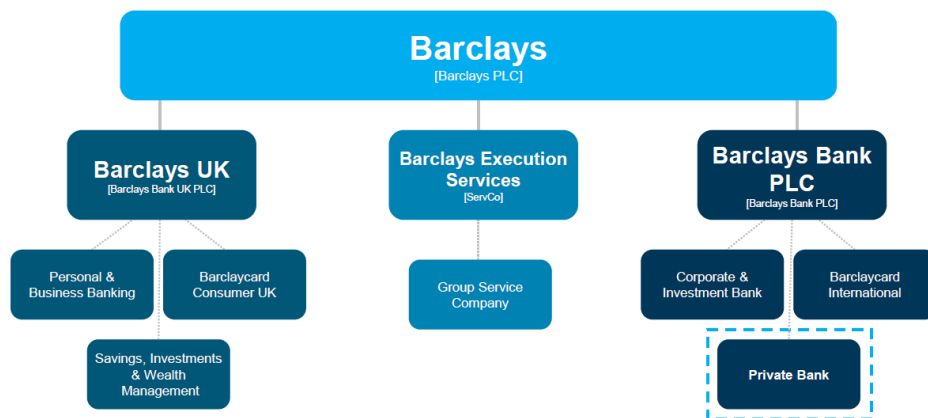 Barclays
[Barclays PLC]
Barclays UK
[Barclays Bank UK PLC]
Barclays Execution
Services
[ServCo]
Barclays Bank
PLC
[Barclays Bank PLC]
Personal &
Business Banking
Barclaycard
Consumer UK
Savings, Investments
& Wealth
Management
Group Service
Company
Corporate &
Investment Bank
Barclaycard
International
Private Bank